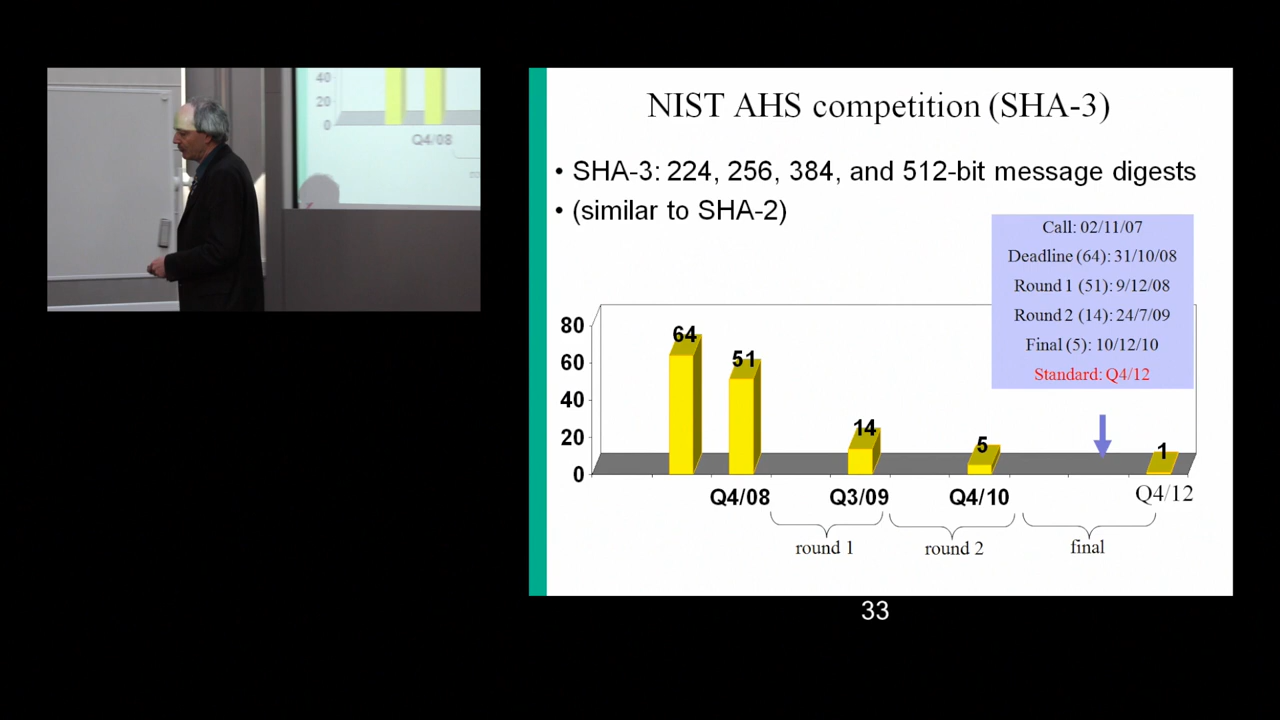 40
20
0
Q4/08
NIST AHS competition (SHA-3)
• SHA-3: 224, 256, 384, and 512-bit message digests
• (similar to SHA-2)
Call: 02/11/07
Deadline (64): 31/10/08
Round 1 (51): 9/12/08
Round 2 (14): 24/7/09
Final (5): 10/12/10
Standard: Q4/12
80
60
40
20
0
64
51
14
5
1
Q4/08
Q3/09
Q4/10
Q4/12
round 1
round 2
final
33